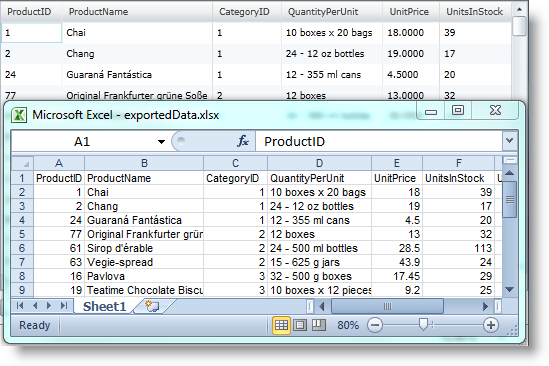 ProductID ProductName CategoryID QuantityPerUnit UnitPrice UnitsInStock
1 Chai 1 10 boxes x 20 bags 18.0000 39
2 Chang 1 24 - 12 oz bottles 19.0000 17
24 Guaraná Fantástica 1 12 - 355 ml cans 4.5000 20
77 Original Frankfurter grüne Soße 2 12 boxes 13.0000 32
Microsoft Excel - exportedData.xlsx
A1 fx ProductID
A B C D E F
1 ProductID ProductName CategoryID QuantityPerUnit UnitPrice UnitsInStock U
2 1 Chai 1 10 boxes x 20 bags 18 39
3 2 Chang 1 24 - 12 oz bottles 19 17
4 24 Guaraná Fantástica 1 12 - 355 ml cans 4.5 20
5 77 Original Frankfurter grün 2 12 boxes 13 32
6 61 Sirop d'érable 2 24 - 500 ml bottles 28.5 113
7 63 Vegie-spread 2 15 - 625 g jars 43.9 24
8 16 Pavlova 3 32 - 500 g boxes 17.45 29
9 19 Teatime Chocolate Biscu 3 10 boxes x 12 pieces 9.2 25
Sheet1
Ready 80%